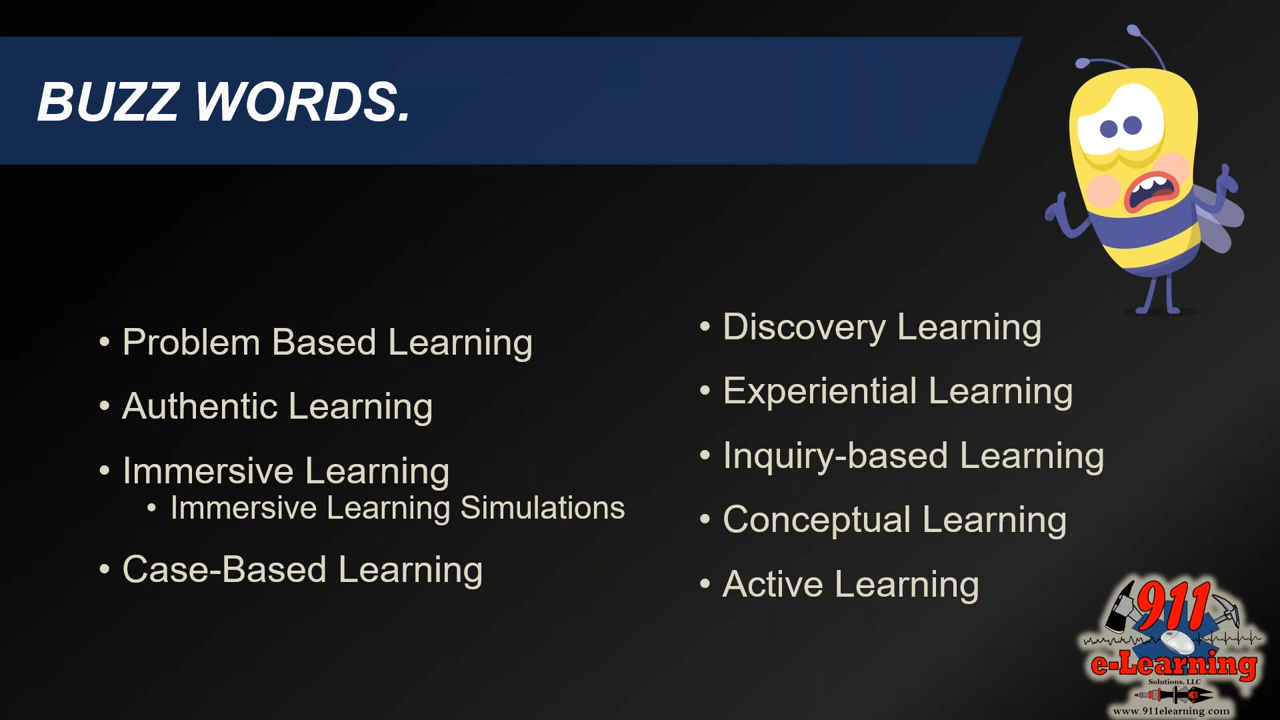 BUZZ WORDS.
• Problem Based Learning
• Authentic Learning
• Immersive Learning
• Immersive Learning Simulations
• Case-Based Learning
• Discovery Learning
• Experiential Learning
• Inquiry-based Learning
• Conceptual Learning
• Active Learning
911
e-Learning
Solutions, LLC
www.911elearning.com